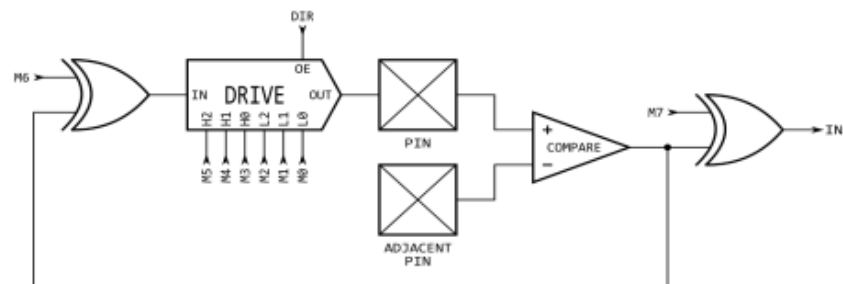 DIR
M6
OE
IN
DRIVE
OUT
H2
H1
H0
L2
L1
L0
M5
M4
M3
M2
M1
M0
PIN
ADJACENT
PIN
+
COMPARE
−
M7
IN